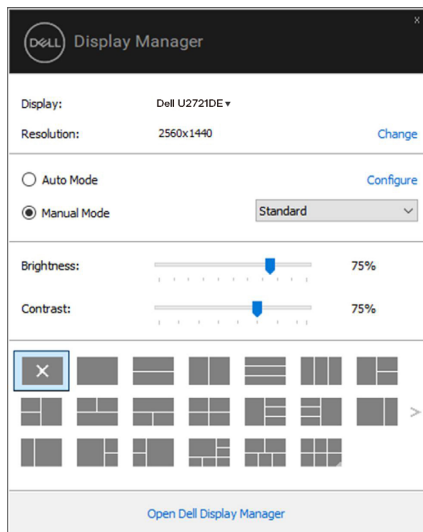 x
DELL Display Manager
Display: Dell U2721DE
Resolution: 2560x1440 Change
Auto Mode Configure
Manual Mode Standard
Brightness: 75%
Contrast: 75%
Open Dell Display Manager